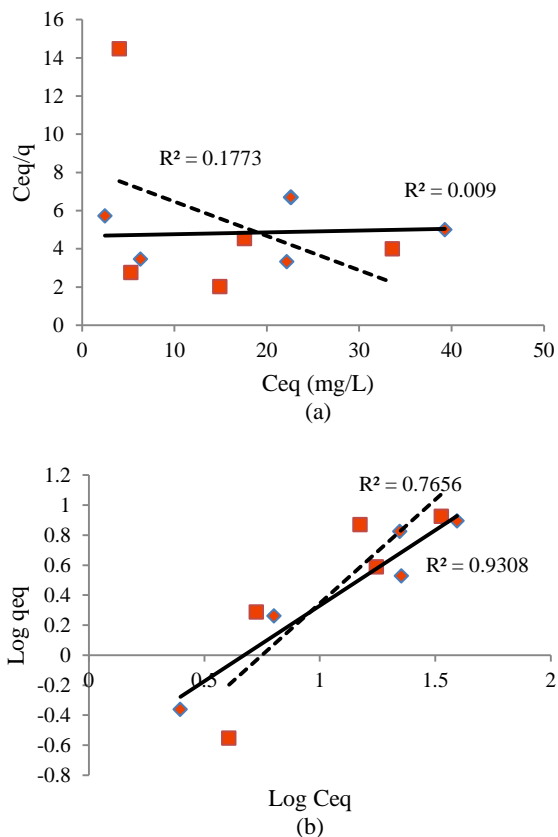 16
14
12
10
8
6
4
2
0
Ceq/q
R² = 0.1773
R² = 0.009
0 10 20 30 40 50
Ceq (mg/L)
(a)
1.2
1
0.8
0.6
0.4
0.2
0
-0.2
-0.4
-0.6
-0.8
Log qeq
R² = 0.7656
R² = 0.9308
0 0.5 1 1.5 2
Log Ceq
(b)